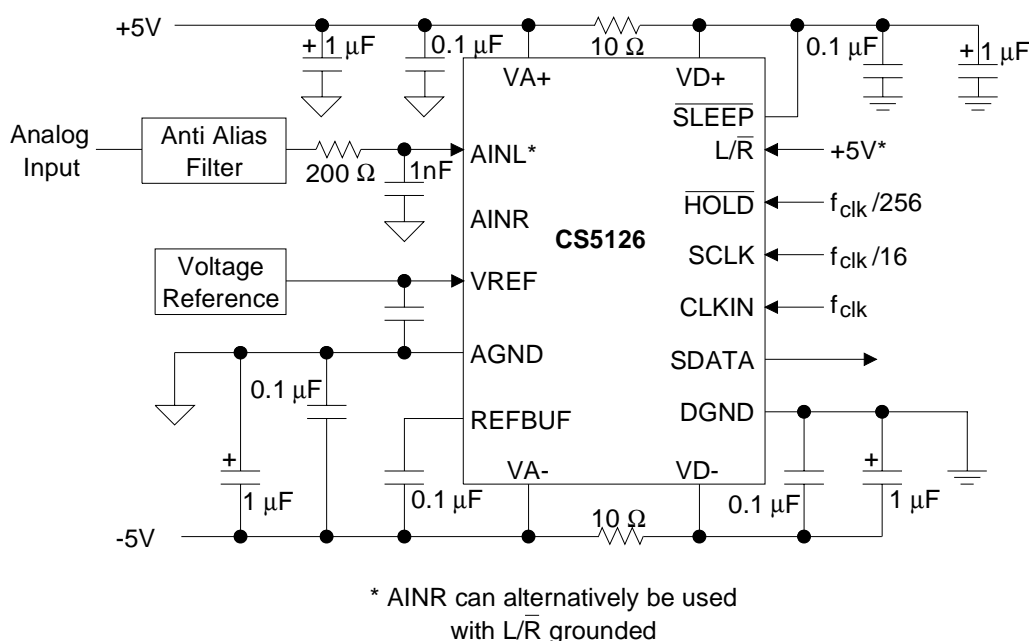 +5V
+ 1 µF
0.1 µF
10 Ω
0.1 µF
+ 1 µF
VA+
VD+
SLEEP
Analog
Input
Anti Alias
Filter
200 Ω
1nF
AINL*
L/R
+5V*
AINR
HOLD
fclk/256
CS5126
SCLK
fclk/16
Voltage
Reference
VREF
CLKIN
fclk
AGND
SDATA
0.1 µF
REFBUF
DGND
+
1 µF
0.1 µF
VA-
VD-
0.1 µF
+
1 µF
-5V
10 Ω
* AINR can alternatively be used
with L/R̅ grounded